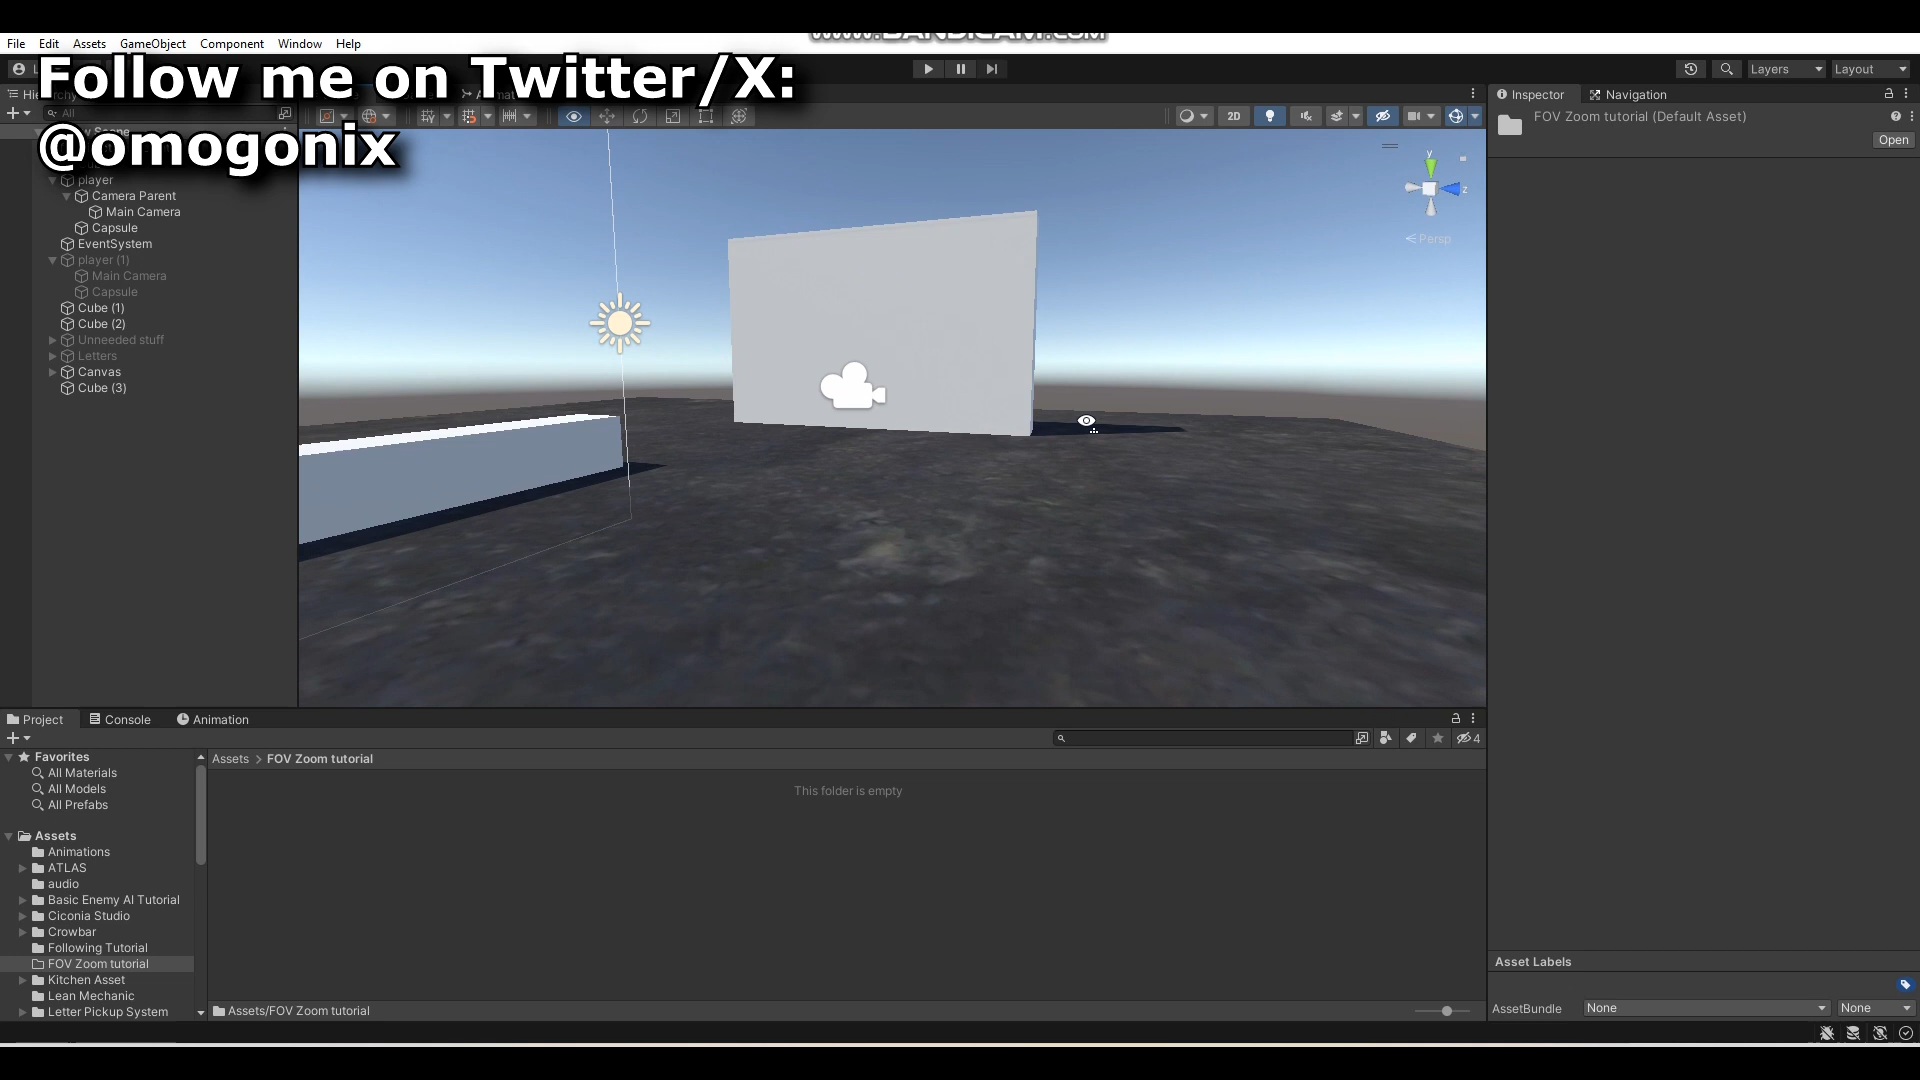 www.BANDICAM.com
File Edit Assets GameObject Component Window Help
Follow me on Twitter/X:
@omogonix
Layers Layout
All
2D
Inspector Navigation
FOV Zoom tutorial (Default Asset)
Open
player
Camera Parent
Main Camera
Capsule
EventSystem
player (1)
Main Camera
Capsule
Cube (1)
Cube (2)
Unneeded stuff
Letters
Canvas
Cube (3)
y
z
Persp
Project Console Animation
4
Favorites
All Materials
All Models
All Prefabs
Assets
Animations
ATLAS
audio
Basic Enemy AI Tutorial
Ciconia Studio
Crowbar
Following Tutorial
FOV Zoom tutorial
Kitchen Asset
Lean Mechanic
Letter Pickup System
Assets > FOV Zoom tutorial
This folder is empty
Assets/FOV Zoom tutorial
Asset Labels
AssetBundle None None